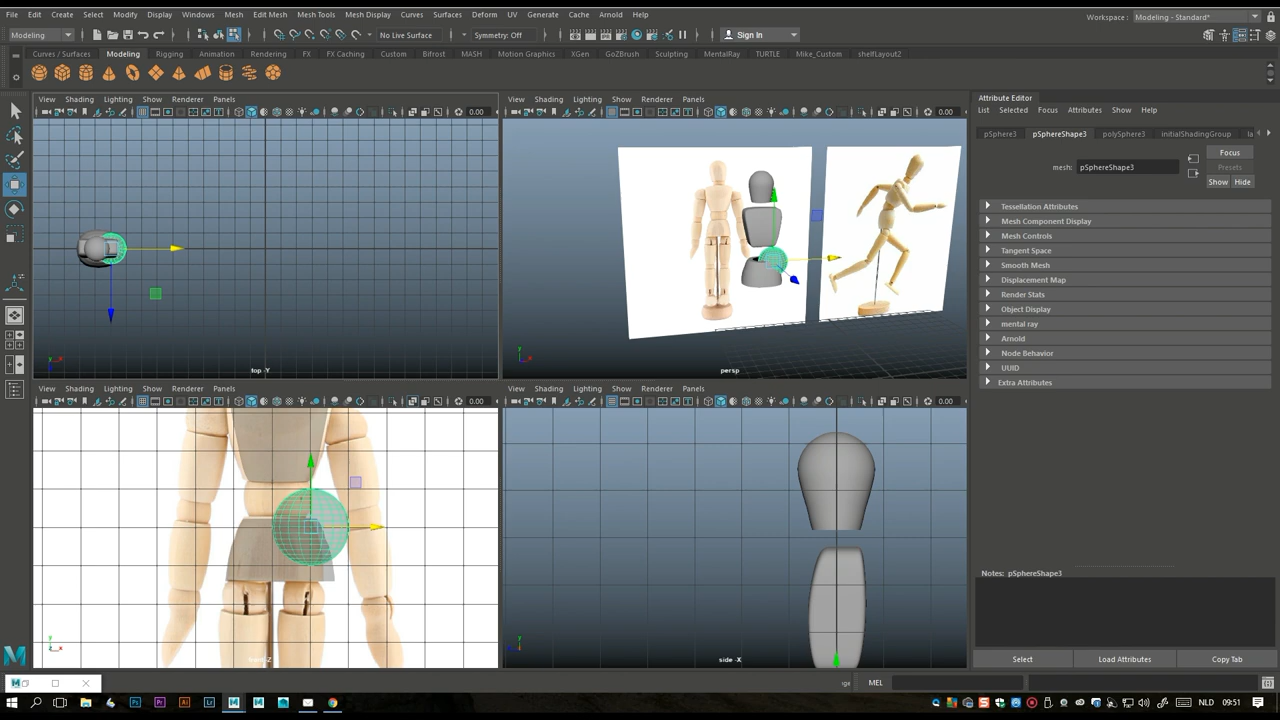 File Edit Create Select Modify Display Windows Mesh Edit Mesh Mesh Tools Mesh Display Curves Surfaces Deform UV Generate Cache Arnold Help
Workspace : Modeling - Standard*
Modeling
No Live Surface
Symmetry: Off
Sign In
Curves / Surfaces Modeling Rigging Animation Rendering FX FX Caching Custom Bifrost MASH Motion Graphics XGen GoZBrush Sculpting MentalRay TURTLE Mike_Custom shelfLayout2
View Shading Lighting Show Renderer Panels
0.00
top -Y
View Shading Lighting Show Renderer Panels
0.00
persp
View Shading Lighting Show Renderer Panels
0.00
View Shading Lighting Show Renderer Panels
0.00
side -X
Attribute Editor
List Selected Focus Attributes Show Help
pSphere3 pSphereShape3 polySphere3 initialShadingGroup la
mesh: pSphereShape3
Focus
Presets
Show Hide
Tessellation Attributes
Mesh Component Display
Mesh Controls
Tangent Space
Smooth Mesh
Displacement Map
Render Stats
Object Display
mental ray
Arnold
Node Behavior
UUID
Extra Attributes
Notes: pSphereShape3
Select Load Attributes Copy Tab
MEL
NLD 09:51